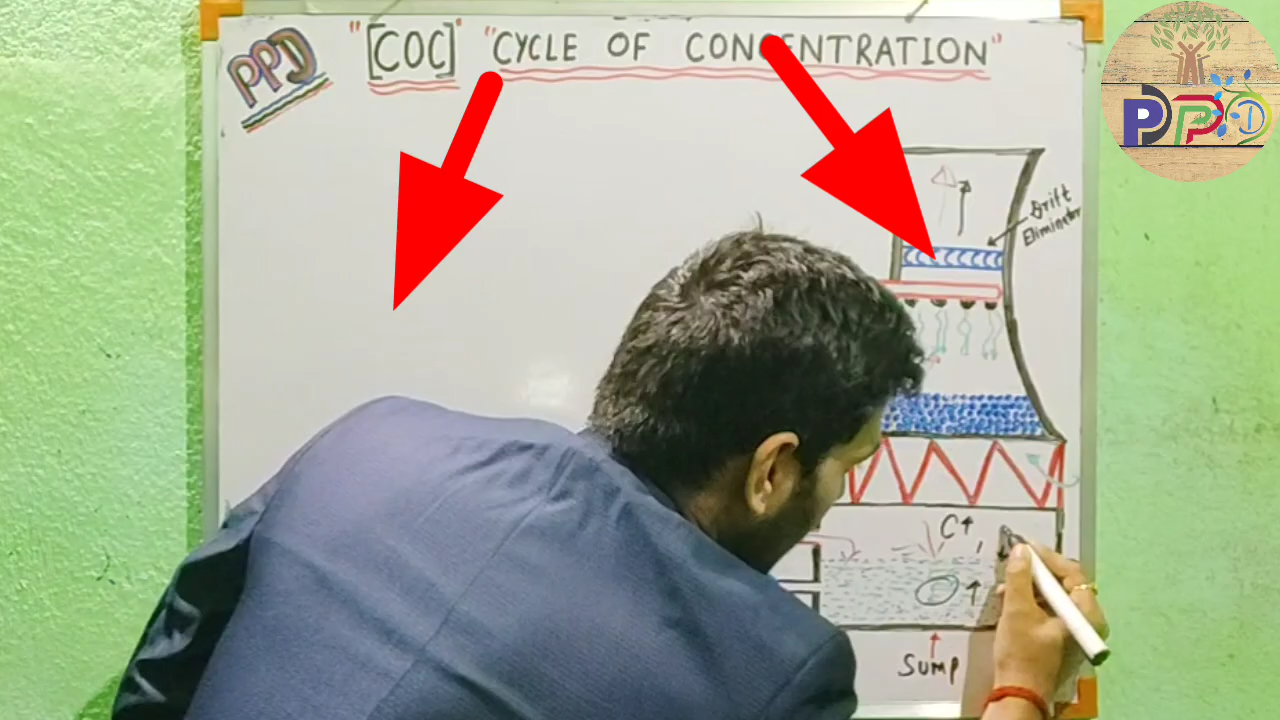 PPD
"[COC]" "CYCLE OF CONCENTRATION"
PPD
Drift
Eliminator
C↑
↑
Sump